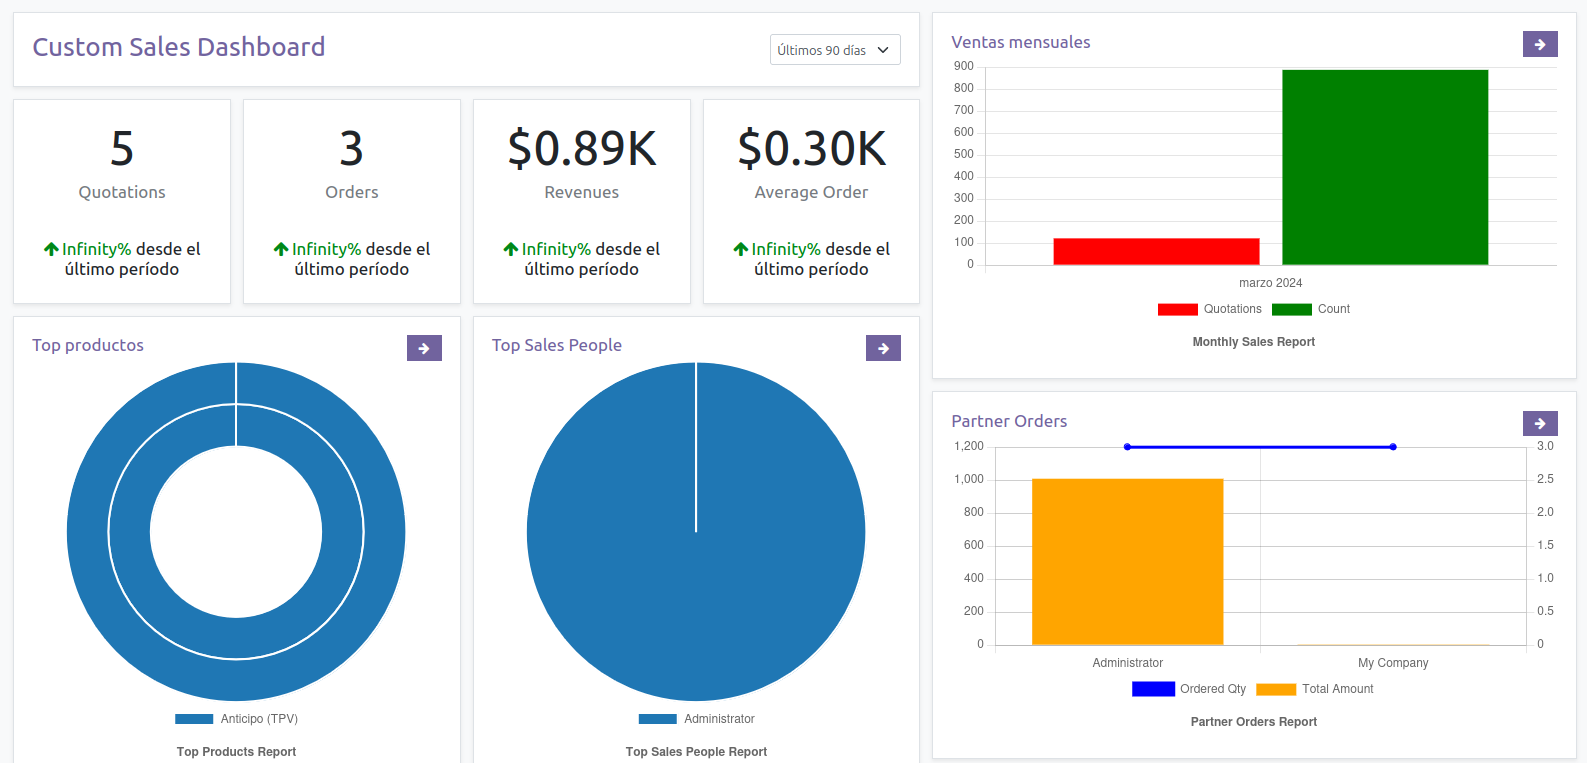 Custom Sales Dashboard
Últimos 90 días
5
Quotations
Infinity% desde el
último período
3
Orders
Infinity% desde el
último período
$0.89K
Revenues
Infinity% desde el
último período
$0.30K
Average Order
Infinity% desde el
último período
Top productos
Anticipo (TPV)
Top Products Report
Top Sales People
Administrator
Top Sales People Report
Ventas mensuales
900
800
700
600
500
400
300
200
100
0
marzo 2024
Quotations Count
Monthly Sales Report
Partner Orders
1,200 3.0
1,000 2.5
800 2.0
600 1.5
400 1.0
200 0.5
0 0
Administrator My Company
Ordered Qty Total Amount
Partner Orders Report